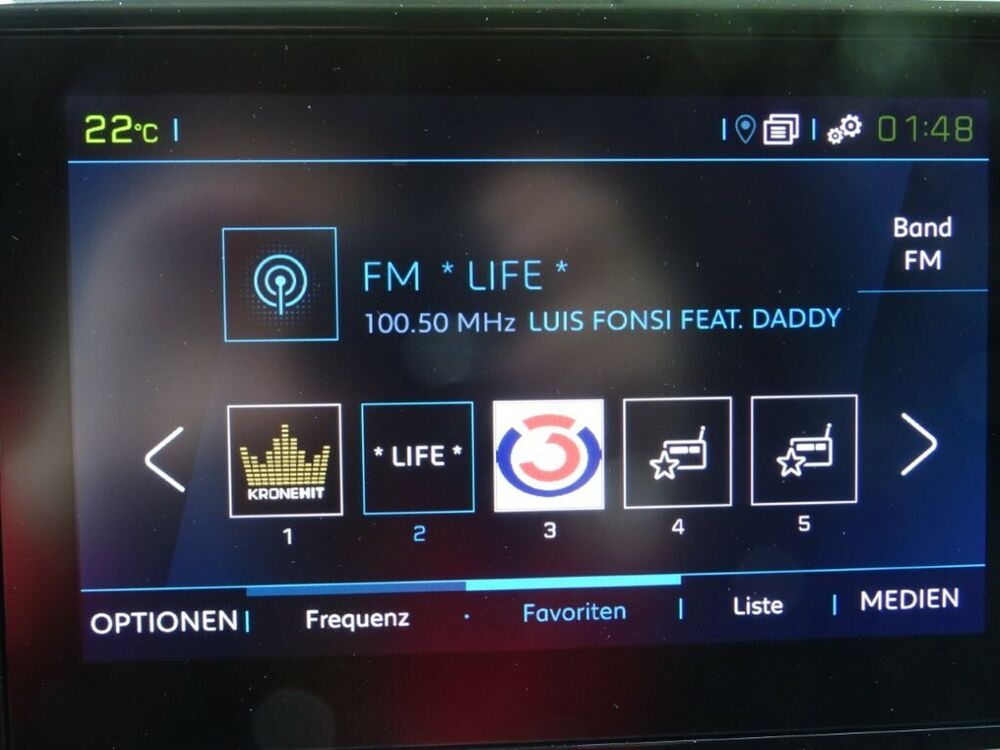 22°C
01:48
Band
FM
FM * LIFE *
100.50 MHz LUIS FONSI FEAT. DADDY
KRONEHIT
* LIFE *
3
1
2
3
4
5
OPTIONEN
Frequenz
Favoriten
Liste
MEDIEN